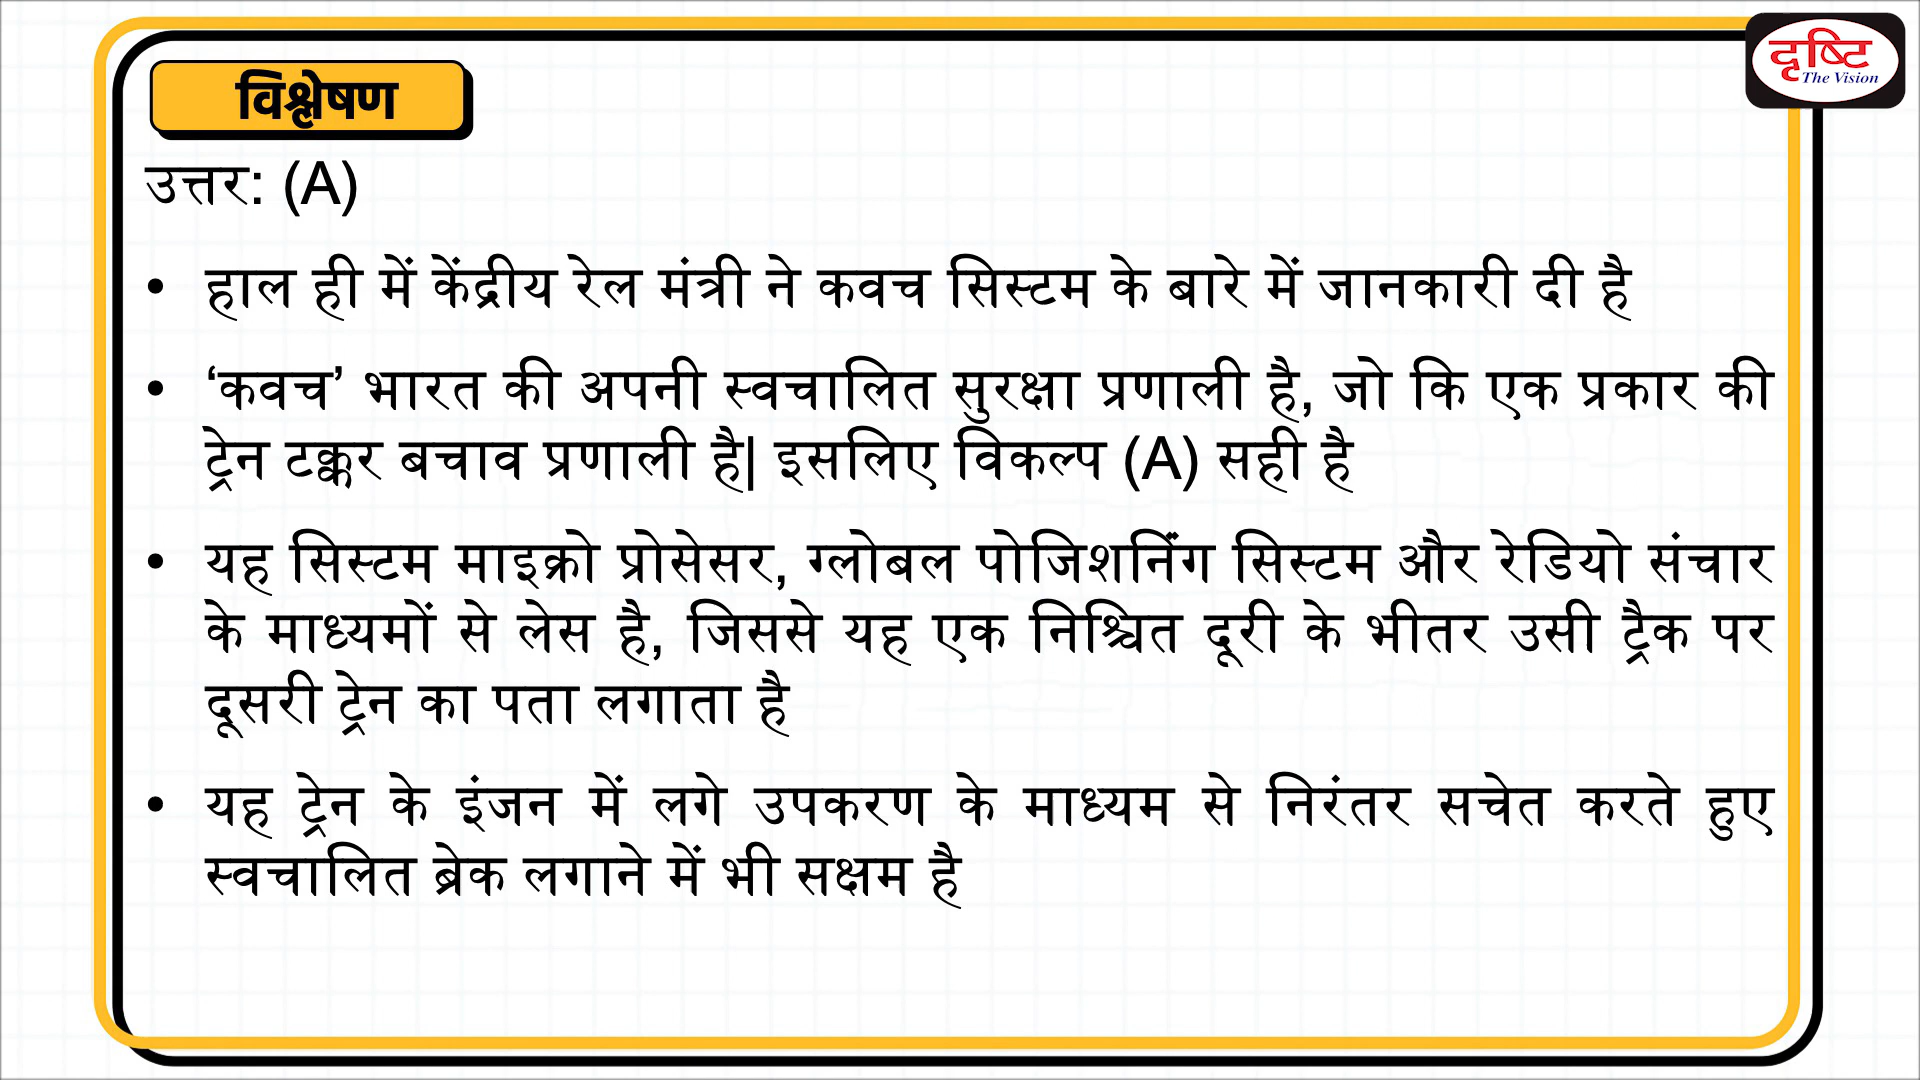 दृष्टि
The Vision
विश्लेषण
उत्तर: (A)
• हाल ही में केंद्रीय रेल मंत्री ने कवच सिस्टम के बारे में जानकारी दी है
• ‘कवच’ भारत की अपनी स्वचालित सुरक्षा प्रणाली है, जो कि एक प्रकार की
ट्रेन टक्कर बचाव प्रणाली है| इसलिए विकल्प (A) सही है
• यह सिस्टम माइक्रो प्रोसेसर, ग्लोबल पोजिशनिंग सिस्टम और रेडियो संचार
के माध्यमों से लेस है, जिससे यह एक निश्चित दूरी के भीतर उसी ट्रैक पर
दूसरी ट्रेन का पता लगाता है
• यह ट्रेन के इंजन में लगे उपकरण के माध्यम से निरंतर सचेत करते हुए
स्वचालित ब्रेक लगाने में भी सक्षम है